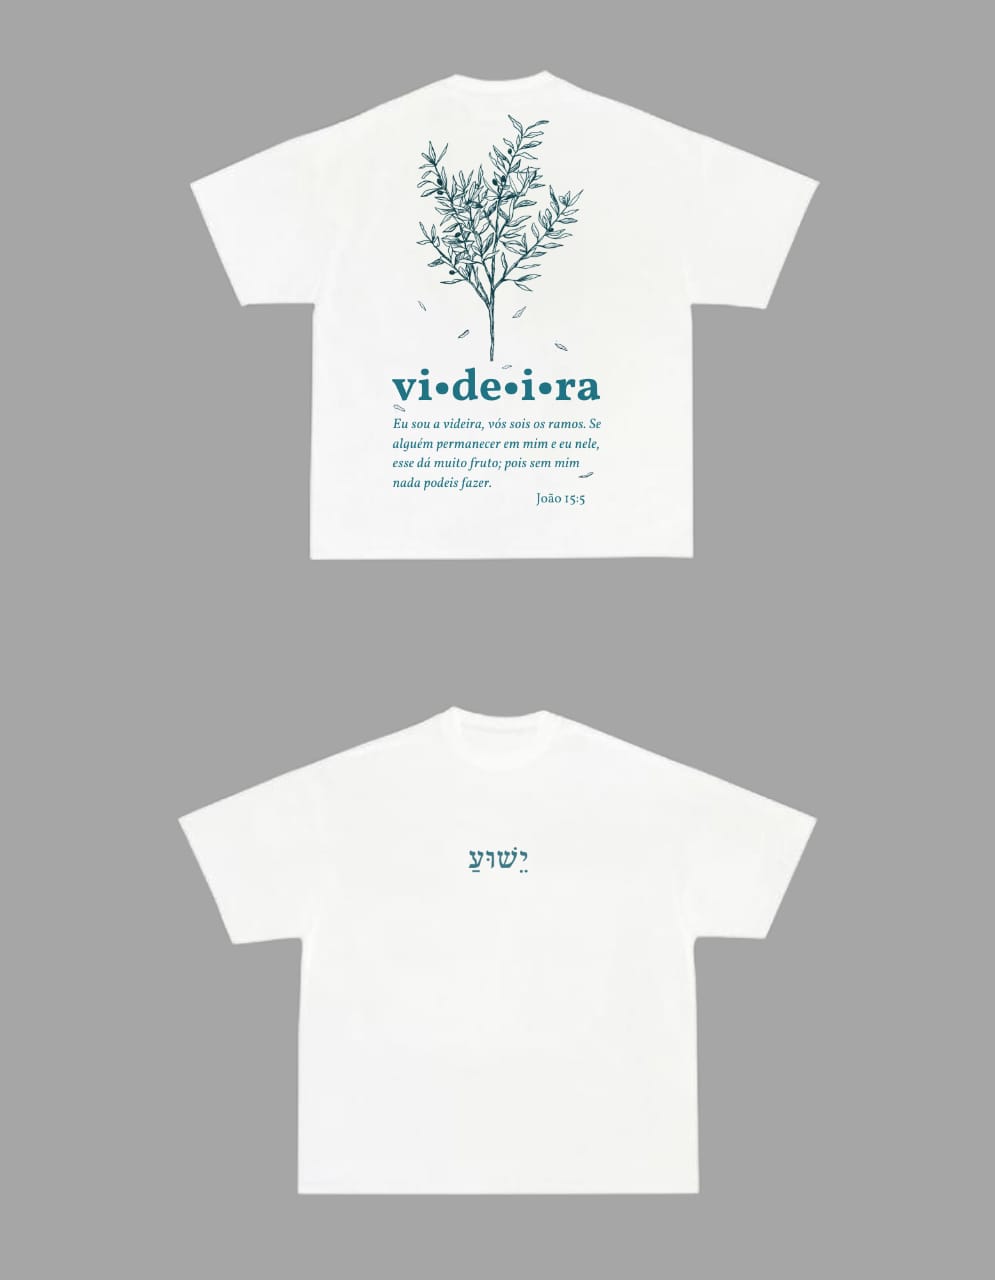 vi•de•i•ra
Eu sou a videira, vós sois os ramos. Se
alguém permanecer em mim e eu nele,
esse dá muito fruto; pois sem mim
nada podeis fazer.
João 15:5
יֵשׁוּעַ